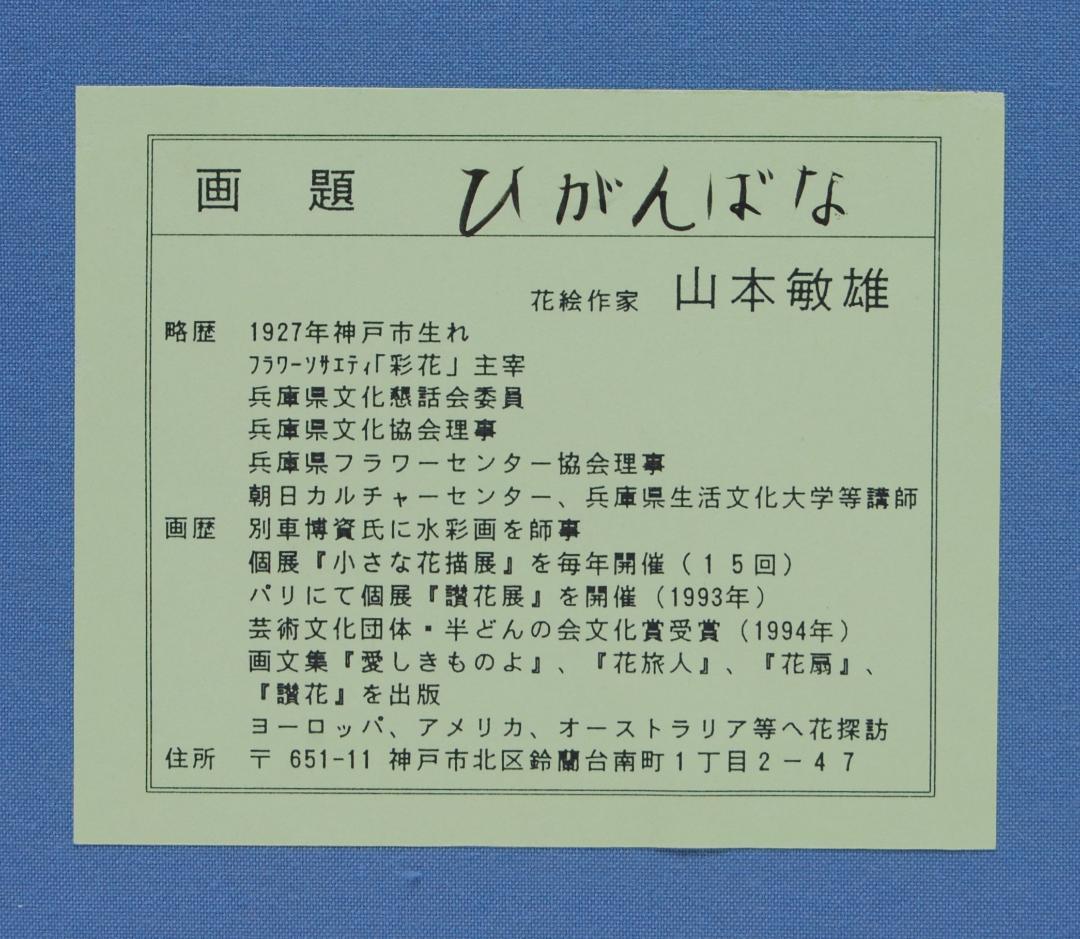 画題 ひがんばな
花絵作家 山本敏雄
略歴 1927年神戸市生れ
ﾌﾗﾜｰｿｻｴﾃｨ「彩花」主宰
兵庫県文化懇話会委員
兵庫県文化協会理事
兵庫県フラワーセンター協会理事
朝日カルチャーセンター、兵庫県生活文化大学等講師
画歴 別車博資氏に水彩画を師事
個展『小さな花描展』を毎年開催(15回)
パリにて個展『讃花展』を開催(1993年)
芸術文化団体・半どんの会文化賞受賞(1994年)
画文集『愛しきものよ』、『花旅人』、『花扇』、
『讃花』を出版
ヨーロッパ、アメリカ、オーストラリア等へ花探訪
住所 〒651-11 神戸市北区鈴蘭台南町1丁目2-47